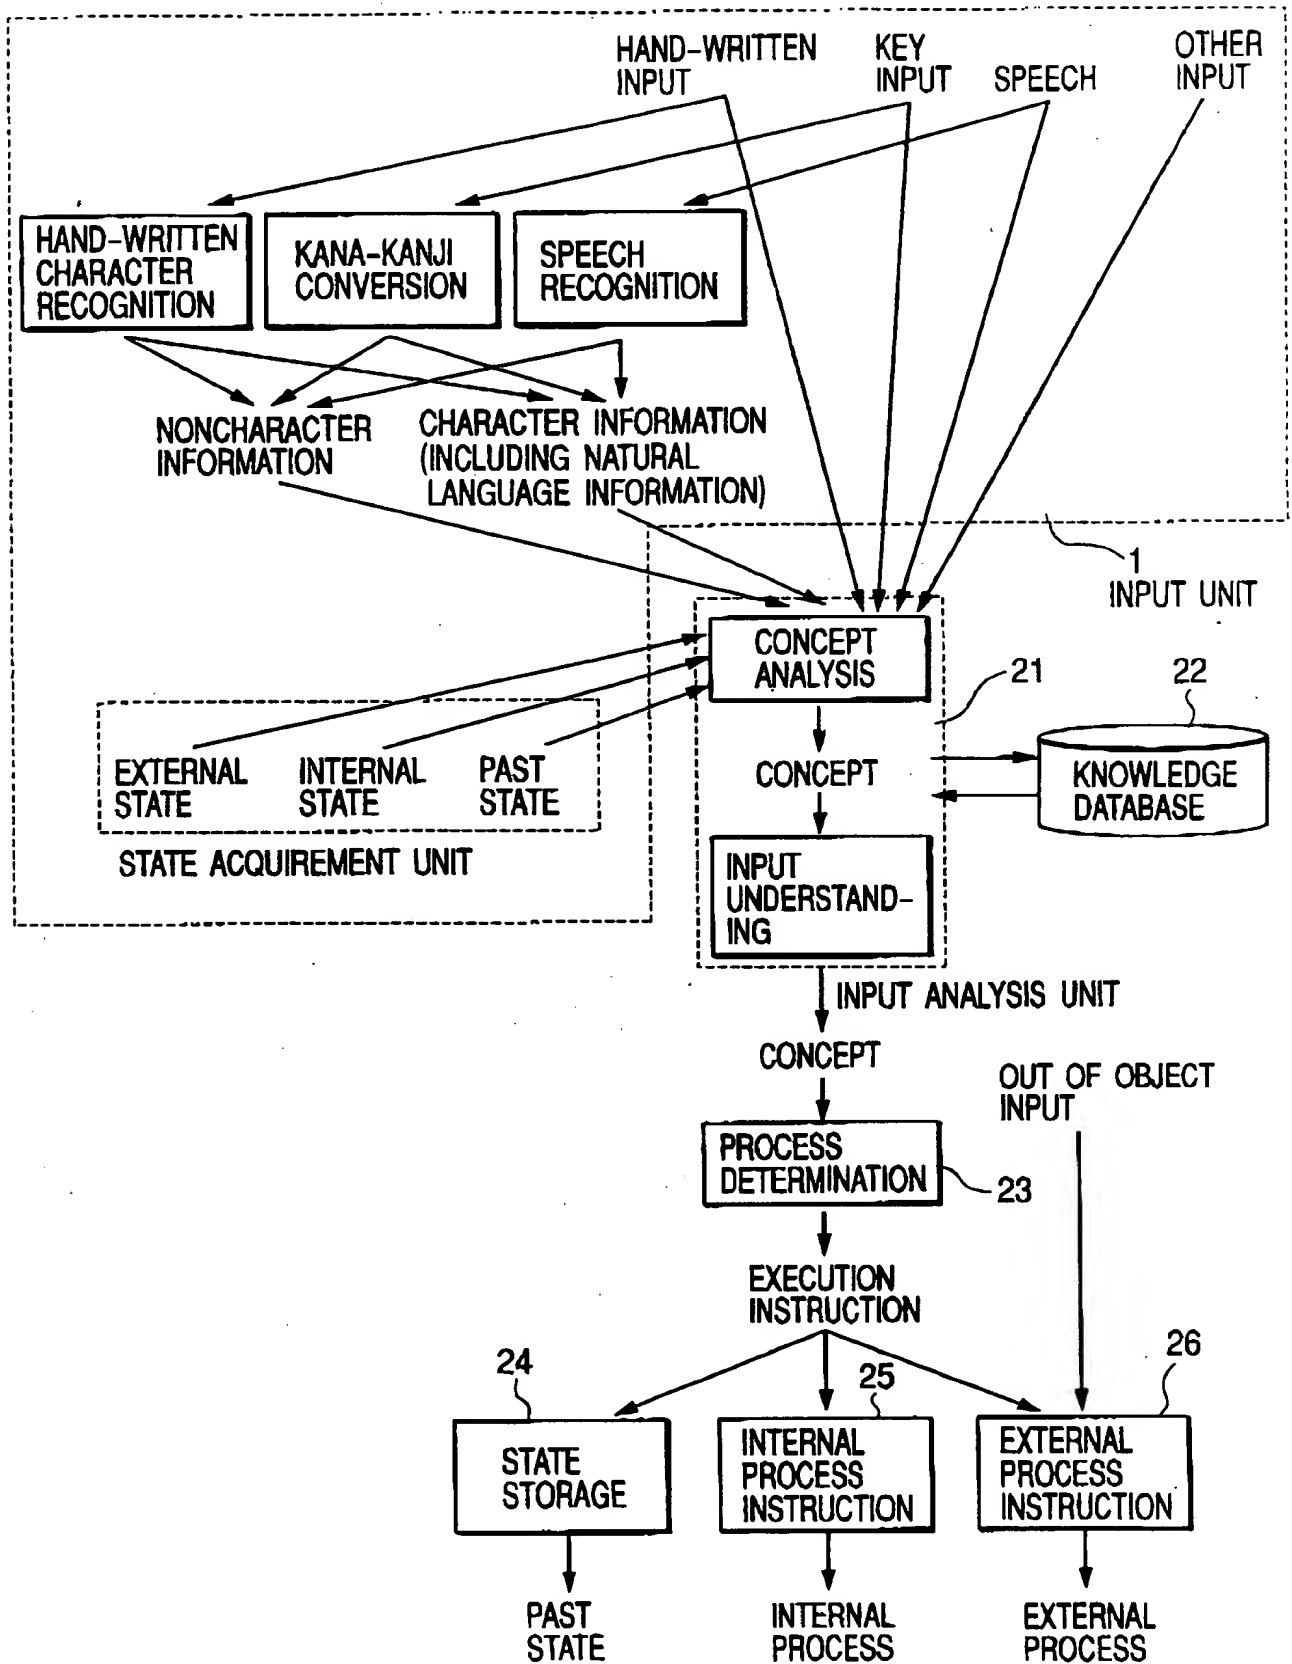 HAND-WRITTEN
INPUT
KEY
INPUT
SPEECH
OTHER
INPUT
HAND-WRITTEN
CHARACTER
RECOGNITION
KANA-KANJI
CONVERSION
SPEECH
RECOGNITION
NONCHARACTER
INFORMATION
CHARACTER INFORMATION
(INCLUDING NATURAL
LANGUAGE INFORMATION)
1
INPUT UNIT
CONCEPT
ANALYSIS
21
22
EXTERNAL
STATE
INTERNAL
STATE
PAST
STATE
STATE ACQUIREMENT UNIT
CONCEPT
KNOWLEDGE
DATABASE
INPUT
UNDERSTAND-
ING
INPUT ANALYSIS UNIT
CONCEPT
OUT OF OBJECT
INPUT
PROCESS
DETERMINATION
23
EXECUTION
INSTRUCTION
24
25
26
STATE
STORAGE
INTERNAL
PROCESS
INSTRUCTION
EXTERNAL
PROCESS
INSTRUCTION
PAST
STATE
INTERNAL
PROCESS
EXTERNAL
PROCESS